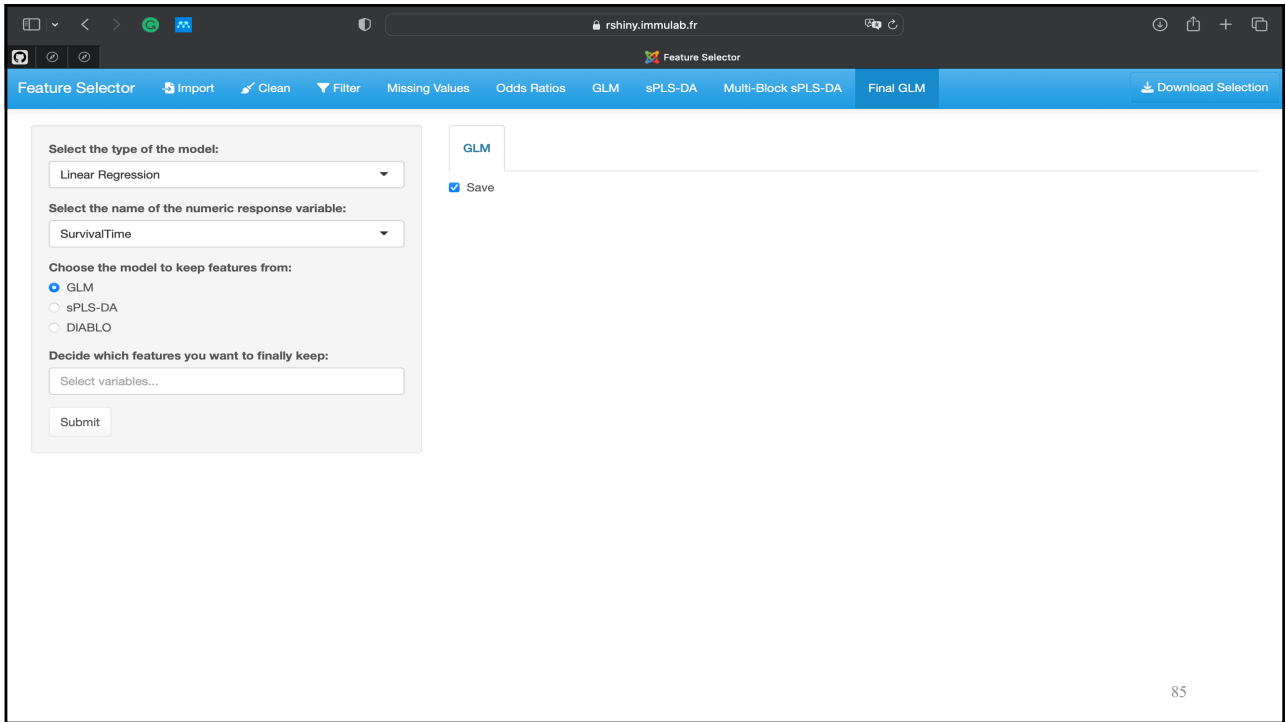 rshiny.immulab.fr
Feature Selector
Feature Selector Import Clean Filter Missing Values Odds Ratios GLM sPLS-DA Multi-Block sPLS-DA Final GLM Download Selection
Select the type of the model:
Linear Regression
Select the name of the numeric response variable:
SurvivalTime
Choose the model to keep features from:
GLM
sPLS-DA
DIABLO
Decide which features you want to finally keep:
Select variables...
Submit
GLM
Save
85